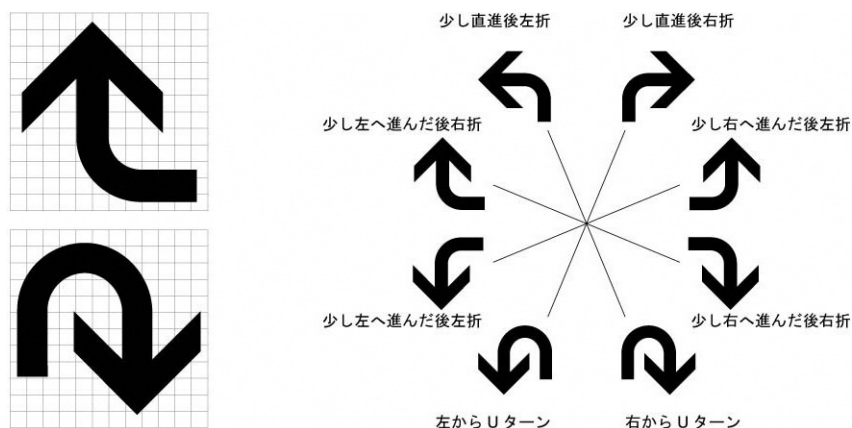 少し直進後左折
少し直進後右折
少し左へ進んだ後右折
少し右へ進んだ後左折
少し左へ進んだ後左折
少し右へ進んだ後右折
左から U ターン
右から U ターン